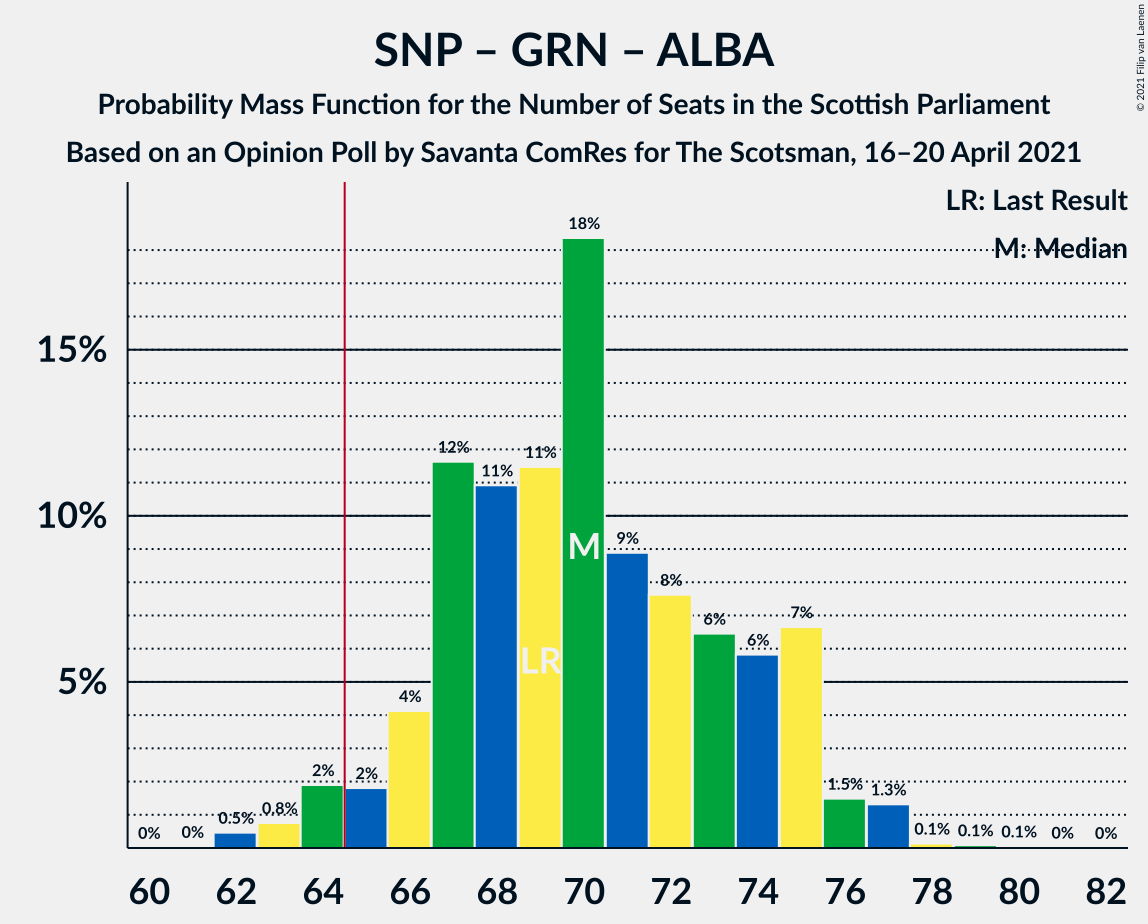 SNP – GRN – ALBA
Probability Mass Function for the Number of Seats in the Scottish Parliament
Based on an Opinion Poll by Savanta ComRes for The Scotsman, 16–20 April 2021
© 2021 Filip van Laenen
LR: Last Result
M: Median
15%
10%
5%
0%
0%
0.5%
0.8%
2%
2%
4%
12%
11%
11%
18%
9%
8%
6%
6%
7%
1.5%
1.3%
0.1%
0.1%
0.1%
0%
0%
LR
M
60 62 64 66 68 70 72 74 76 78 80 82